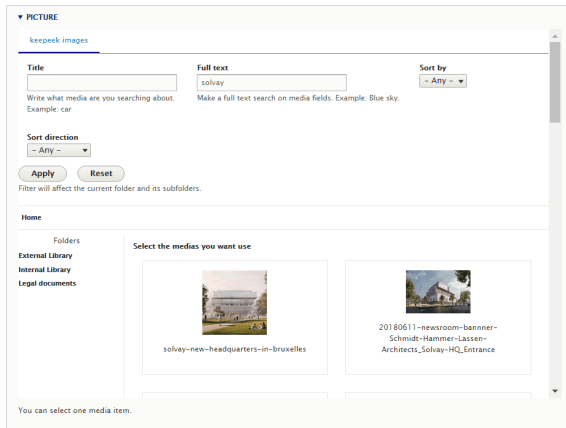 ▼ PICTURE
keepeek images
Title
Full text
Sort by
solvay
- Any -
Write what media are you searching about.
Example: car
Make a full text search on media fields. Example: Blue sky.
Sort direction
- Any -
Apply
Reset
Filter will affect the current folder and its subfolders.
Home
Folders
External Library
Internal Library
Legal documents
Select the medias you want use
solvay-new-headquarters-in-bruxelles
20180611-newsroom-bannner-
Schmidt-Hammer-Lassen-
Architects_Solvay-HQ_Entrance
You can select one media item.